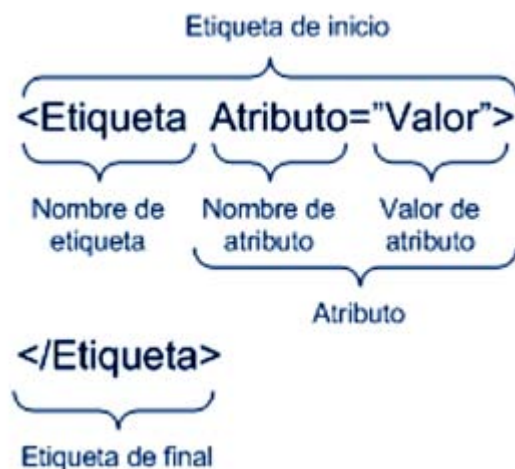 Etiqueta de inicio
<Etiqueta Atributo=”Valor”>
Nombre de etiqueta
Nombre de atributo
Valor de atributo
Atributo
</Etiqueta>
Etiqueta de final